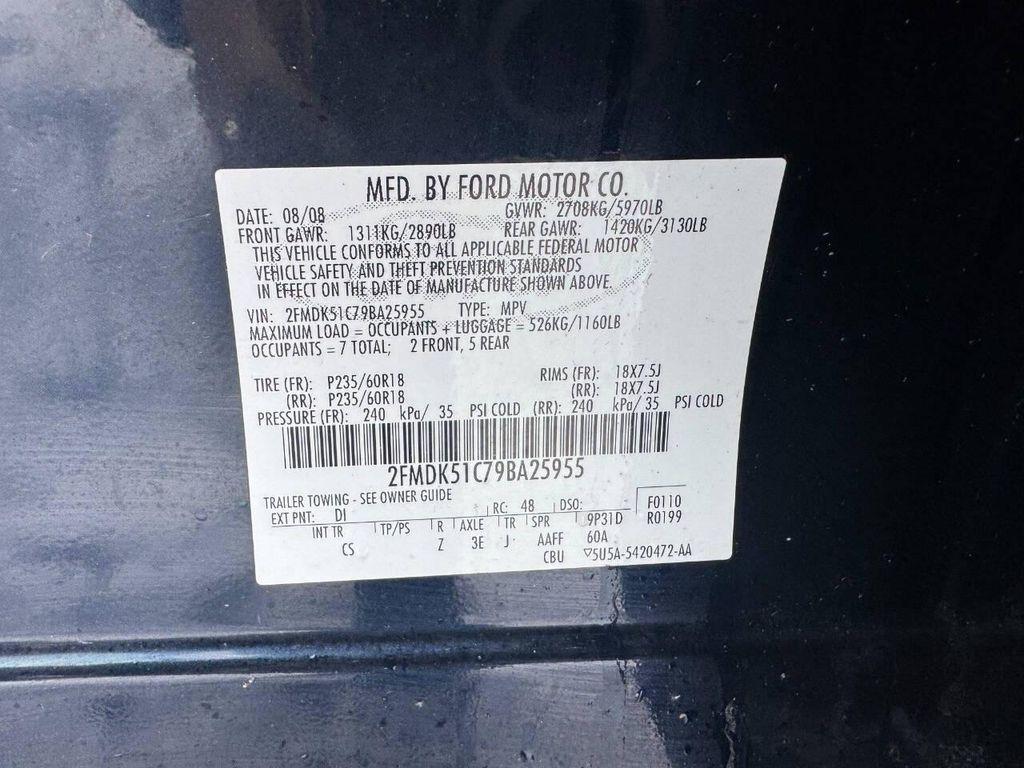 MFD. BY FORD MOTOR CO.
DATE: 08/08 GVWR: 2708KG/5970LB
FRONT GAWR: 1311KG/2890LB REAR GAWR: 1420KG/3130LB
THIS VEHICLE CONFORMS TO ALL APPLICABLE FEDERAL MOTOR
VEHICLE SAFETY AND THEFT PREVENTION STANDARDS
IN EFFECT ON THE DATE OF MANUFACTURE SHOWN ABOVE.
VIN: 2FMDK51C79BA25955 TYPE: MPV
MAXIMUM LOAD = OCCUPANTS + LUGGAGE = 526KG/1160LB
OCCUPANTS = 7 TOTAL; 2 FRONT, 5 REAR
TIRE (FR): P235/60R18 RIMS (FR): 18X7.5J
(RR): P235/60R18 (RR): 18X7.5J
PRESSURE (FR): 240 kPa/ 35 PSI COLD (RR): 240 kPa/ 35 PSI COLD
2FMDK51C79BA25955
TRAILER TOWING - SEE OWNER GUIDE
EXT PNT: DI RC: 48 DSO: F0110
INT TR TP/PS R AXLE TR SPR 9P31D R0199
CS Z 3E J AAFF 60A
CBU ▽5U5A-5420472-AA